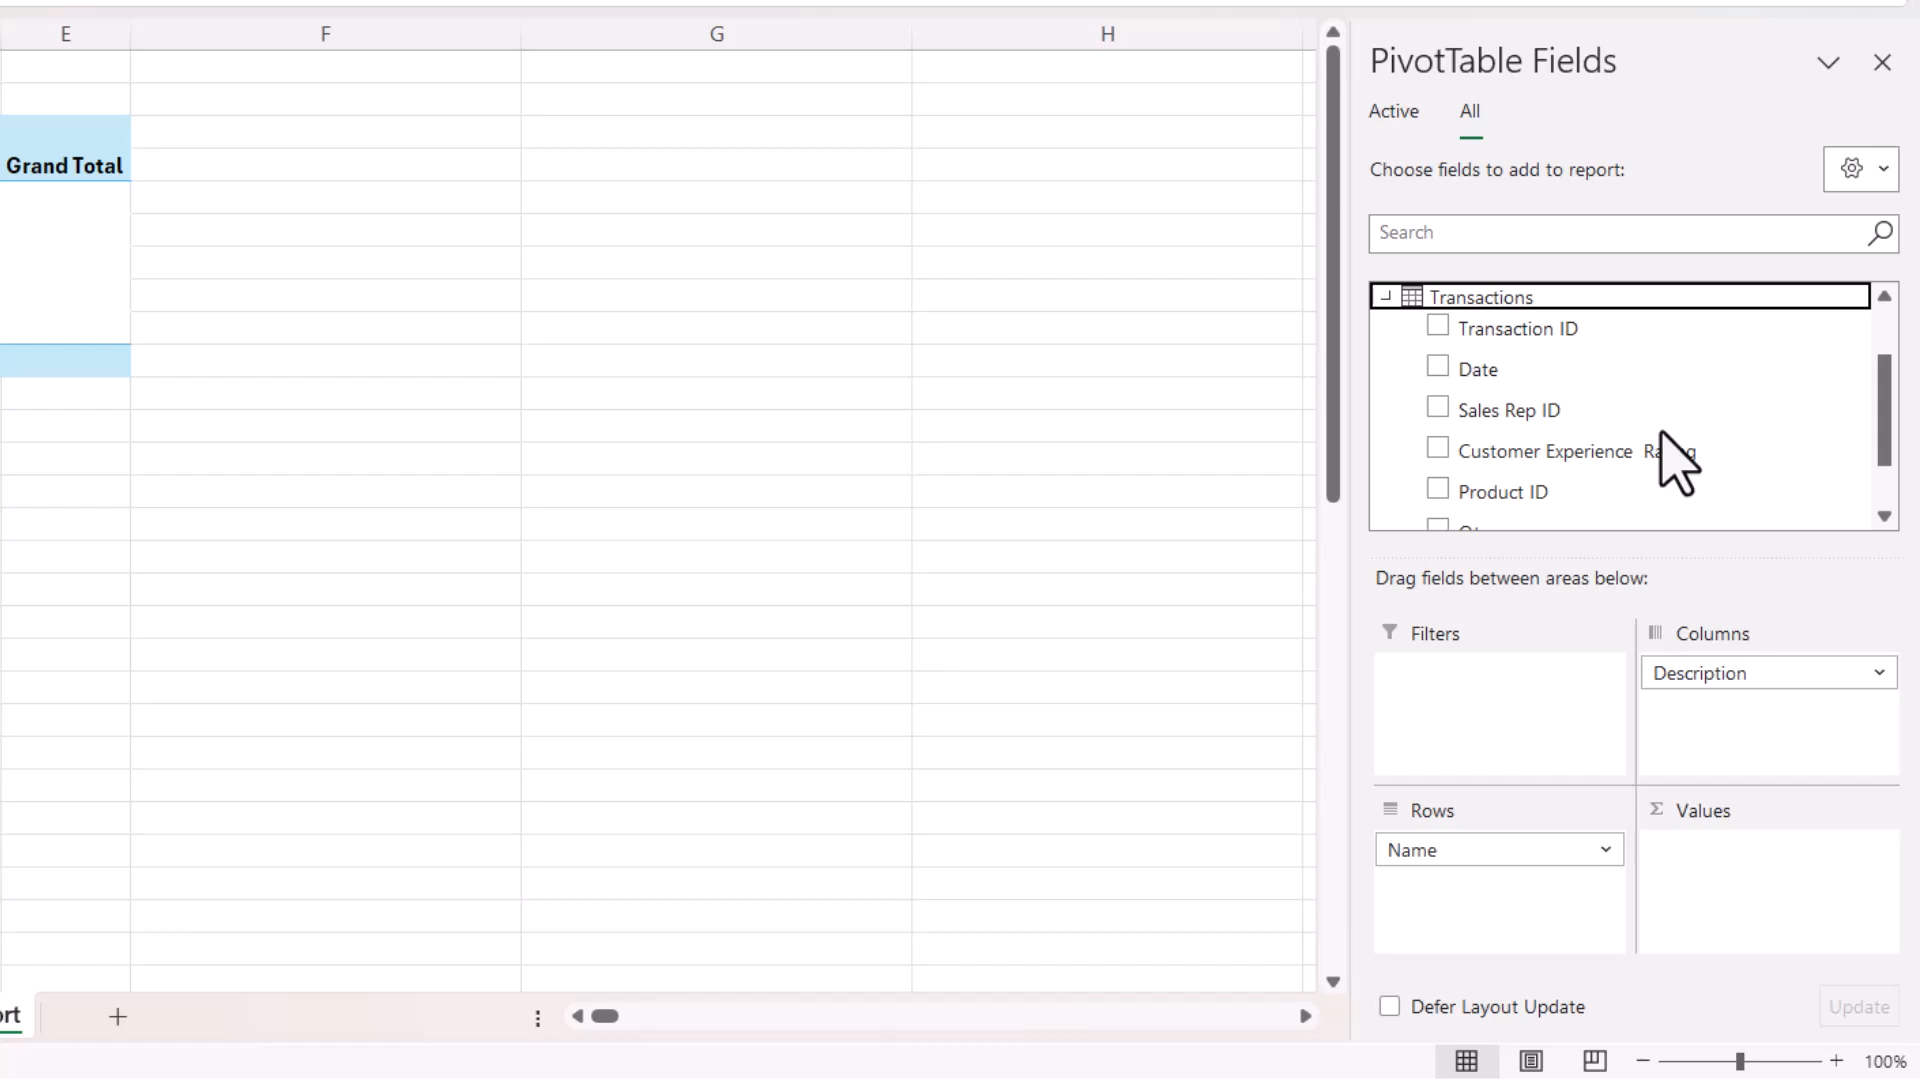 E F G H
Grand Total
PivotTable Fields
Active All
Choose fields to add to report:
Search
Transactions
Transaction ID
Date
Sales Rep ID
Customer Experience
Product ID
Drag fields between areas below:
Filters
Columns
Description
Rows
Values
Name
Defer Layout Update
Update
100%